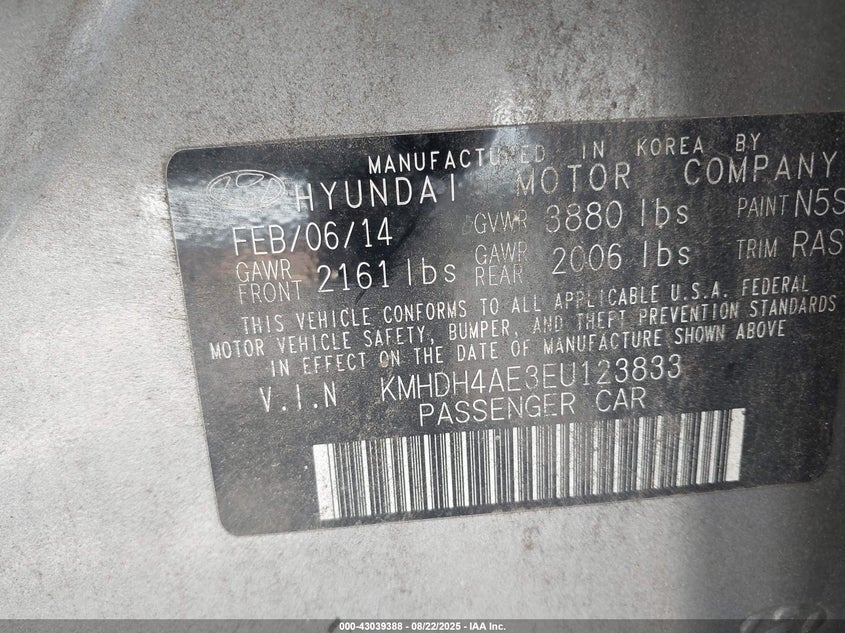 MANUFACTURED IN KOREA BY
HYUNDAI MOTOR COMPANY
FEB/06/14 GVWR 3880 lbs PAINT N5S
GAWR FRONT 2161 lbs GAWR REAR 2006 lbs TRIM RAS
THIS VEHICLE CONFORMS TO ALL APPLICABLE U.S.A. FEDERAL
MOTOR VEHICLE SAFETY, BUMPER, AND THEFT PREVENTION STANDARDS
IN EFFECT ON THE DATE OF MANUFACTURE SHOWN ABOVE
V.I.N KMHDH4AE3EU123833
PASSENGER CAR
000-43039388 - 08/22/2025 - IAA Inc.